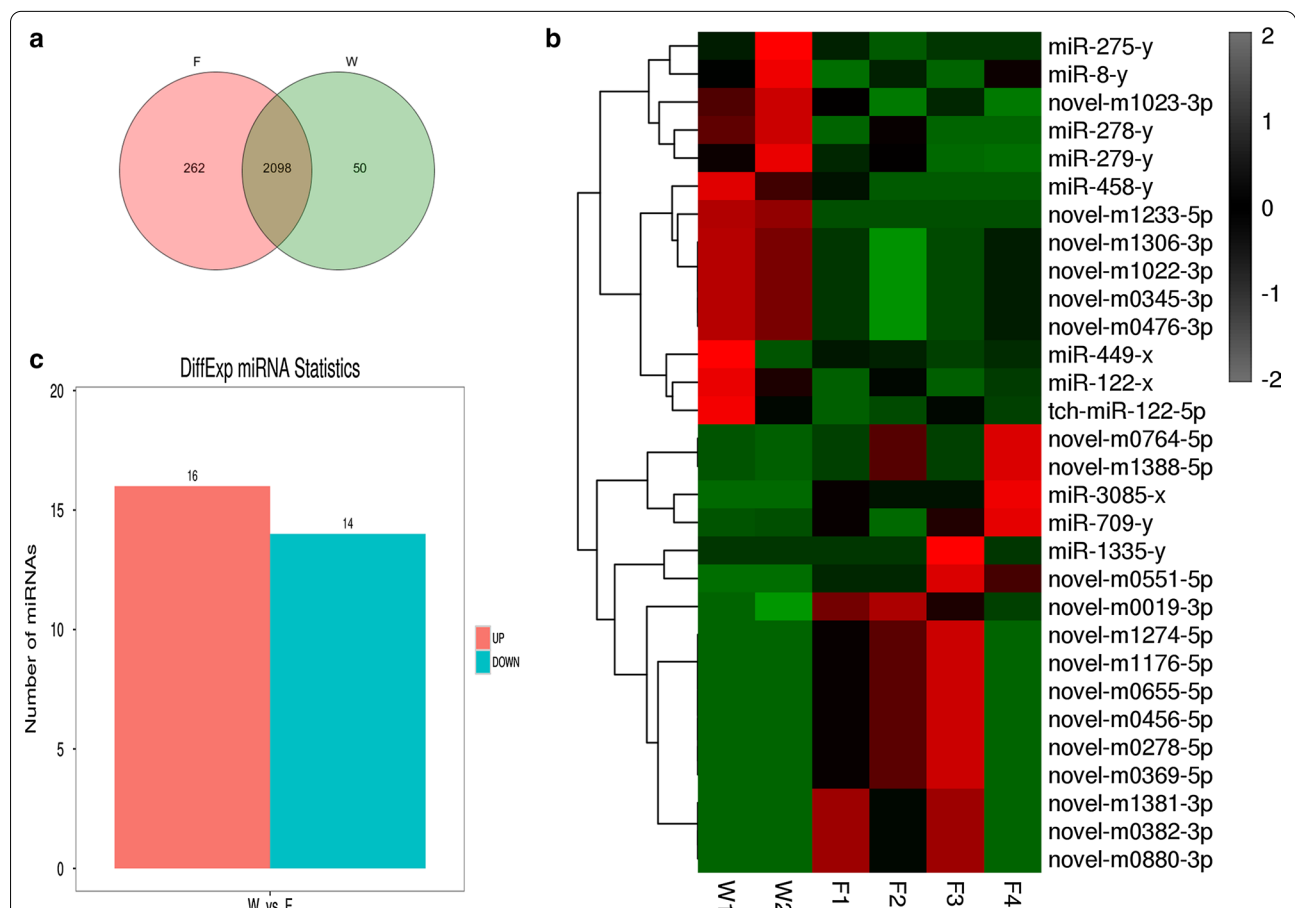 a
F W
262 2098 50
b
miR-275-y
miR-8-y
novel-m1023-3p
miR-278-y
miR-279-y
miR-458-y
novel-m1233-5p
novel-m1306-3p
novel-m1022-3p
novel-m0345-3p
novel-m0476-3p
miR-449-x
miR-122-x
tch-miR-122-5p
novel-m0764-5p
novel-m1388-5p
miR-3085-x
miR-709-y
miR-1335-y
novel-m0551-5p
novel-m0019-3p
novel-m1274-5p
novel-m1176-5p
novel-m0655-5p
novel-m0456-5p
novel-m0278-5p
novel-m0369-5p
novel-m1381-3p
novel-m0382-3p
novel-m0880-3p
W1 W2 F1 F2 F3 F4
2
1
0
-1
-2
c
DiffExp miRNA Statistics
Number of miRNAs
20
15
10
5
0
16
14
UP
DOWN
W vs F